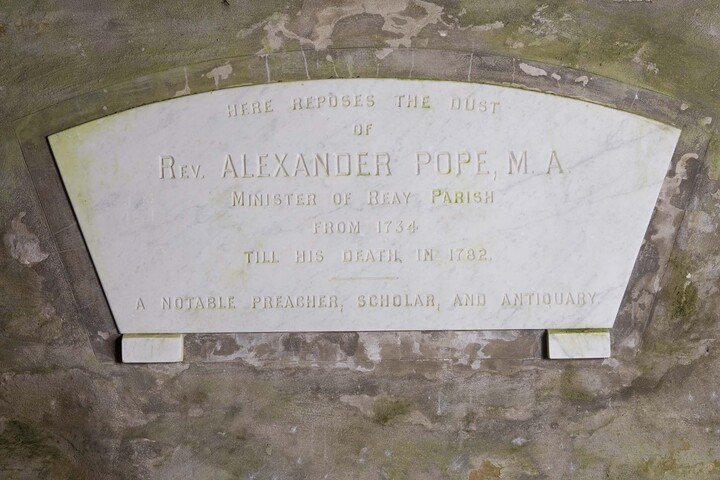 HERE REPOSES THE DUST
OF
REV. ALEXANDER POPE, M.A.
MINISTER OF REAY PARISH
FROM 1734
TILL HIS DEATH, IN 1782.
A NOTABLE PREACHER, SCHOLAR, AND ANTIQUARY.